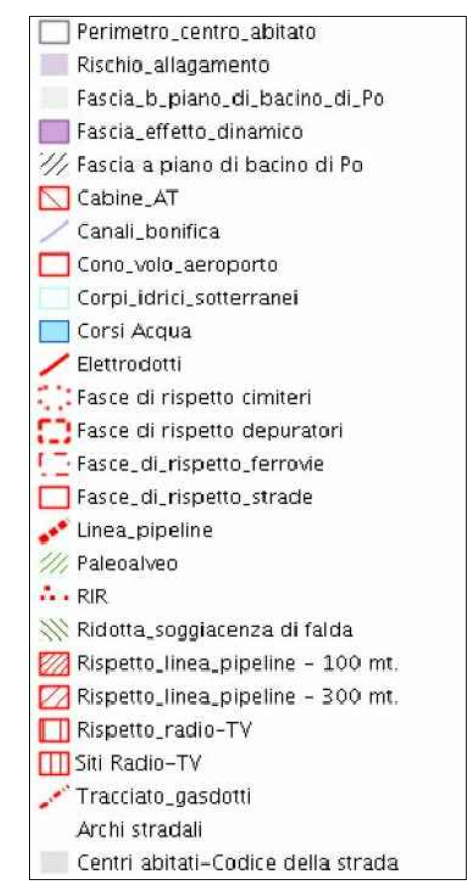 Perimetro_centro_abitato
Rischio_allagamento
Fascia_b_piano_di_bacino_di_Po
Fascia_effetto_dinamico
Fascia a piano di bacino di Po
Cabine_AT
Canali_bonifica
Cono_volo_aeroporto
Corpi_idrici_sotterranei
Corsi Acqua
Elettrodotti
Fasce di rispetto cimiteri
Fasce di rispetto depuratori
Fasce_di_rispetto_ferrovie
Fasce_di_rispetto_strade
Linea_pipeline
Paleoalveo
RIR
Ridotta_soggiacenza di falda
Rispetto_linea_pipeline - 100 mt.
Rispetto_linea_pipeline - 300 mt.
Rispetto_radio-TV
Siti Radio-TV
Tracciato_gasdotti
Archi stradali
Centri abitati-Codice della strada